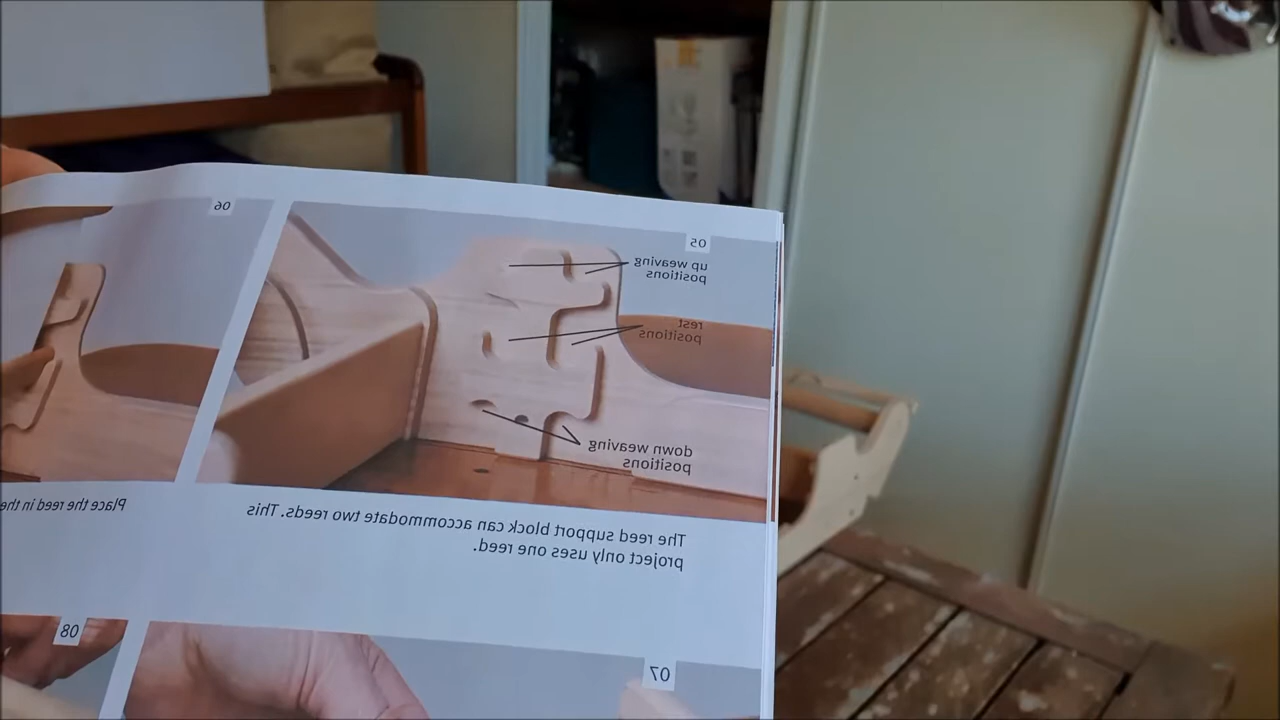 05
up weaving
positions
rest
positions
down weaving
positions
The reed support block can accommodate two reeds. This
project only uses one reed.
06
Place the reed in the
07
08